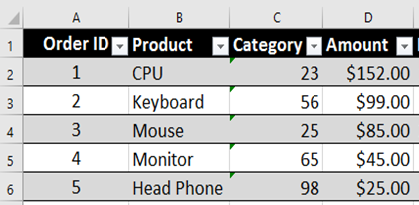 A B C D
1 Order ID Product Category Amount
2 1 CPU 23 $152.00
3 2 Keyboard 56 $99.00
4 3 Mouse 25 $85.00
5 4 Monitor 65 $45.00
6 5 Head Phone 98 $25.00